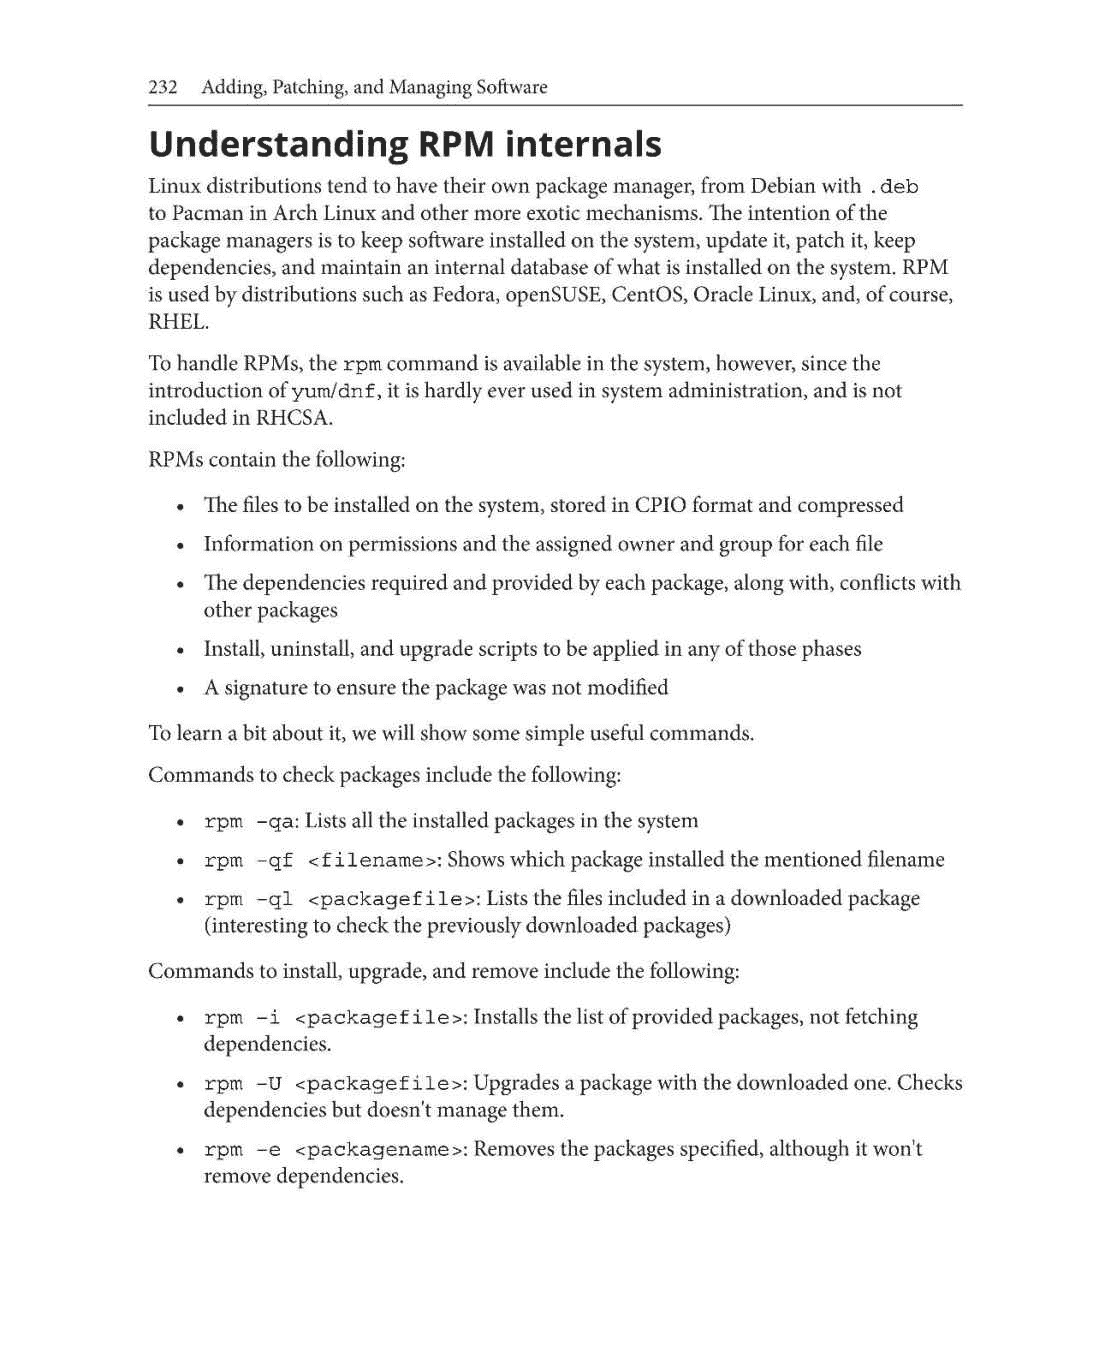 232 Adding, Patching, and Managing Software
Understanding RPM internals
Linux distributions tend to have their own package manager, from Debian with .deb
to Pacman in Arch Linux and other more exotic mechanisms. The intention of the
package managers is to keep software installed on the system, update it, patch it, keep
dependencies, and maintain an internal database of what is installed on the system. RPM
is used by distributions such as Fedora, openSUSE, CentOS, Oracle Linux, and, of course,
RHEL.
To handle RPMs, the rpm command is available in the system, however, since the
introduction of yum/dnf, it is hardly ever used in system administration, and is not
included in RHCSA.
RPMs contain the following:
• The files to be installed on the system, stored in CPIO format and compressed
• Information on permissions and the assigned owner and group for each file
• The dependencies required and provided by each package, along with, conflicts with
other packages
• Install, uninstall, and upgrade scripts to be applied in any of those phases
• A signature to ensure the package was not modified
To learn a bit about it, we will show some simple useful commands.
Commands to check packages include the following:
• rpm –qa: Lists all the installed packages in the system
• rpm –qf <filename>: Shows which package installed the mentioned filename
• rpm –ql <packagefile>: Lists the files included in a downloaded package
(interesting to check the previously downloaded packages)
Commands to install, upgrade, and remove include the following:
• rpm –i <packagefile>: Installs the list of provided packages, not fetching
dependencies.
• rpm –U <packagefile>: Upgrades a package with the downloaded one. Checks
dependencies but doesn't manage them.
• rpm –e <packagename>: Removes the packages specified, although it won't
remove dependencies.